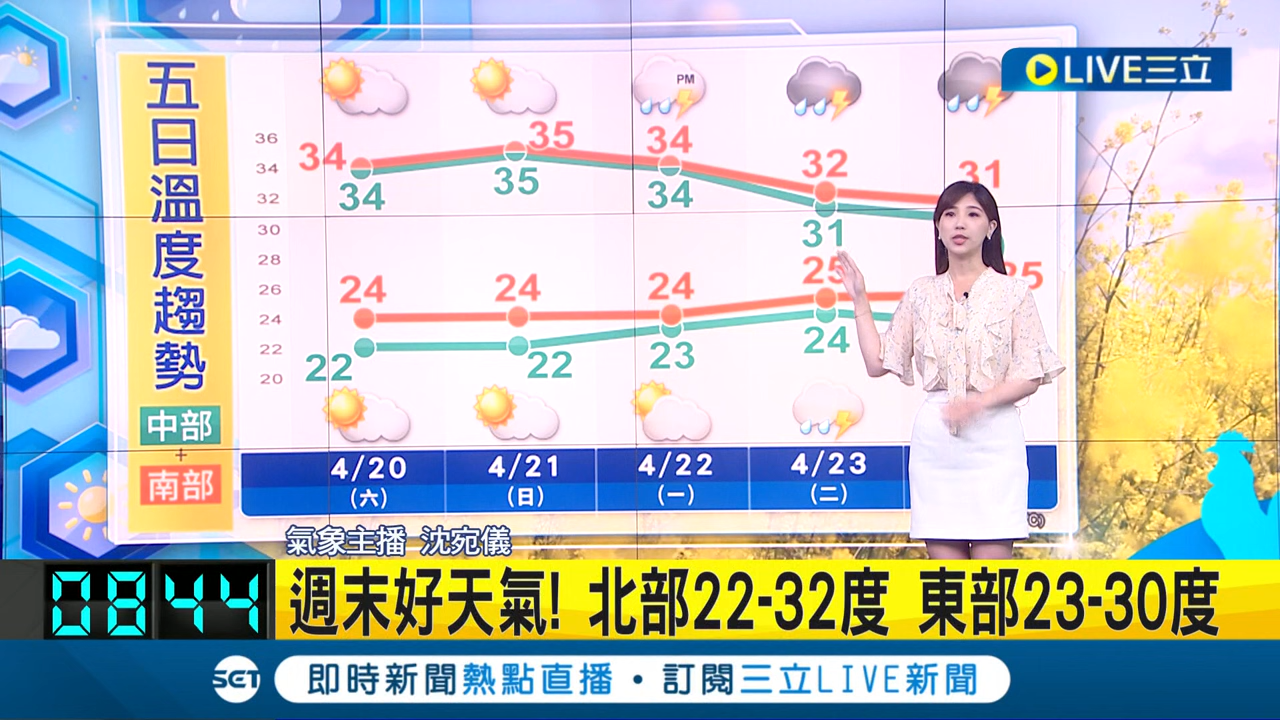 LIVE三立
五日溫度趨勢
中部
+
南部
PM
36
34
32
30
28
26
24
22
20
34 35 34 32 31
34 35 34 31
24 24 24 25 25
22 22 23 24
4/20 4/21 4/22 4/23
(六) (日) (一) (二)
氣象主播 沈宛儀
08 44
週末好天氣! 北部22-32度 東部23-30度
SET 即時新聞熱點直播・訂閱三立LIVE新聞